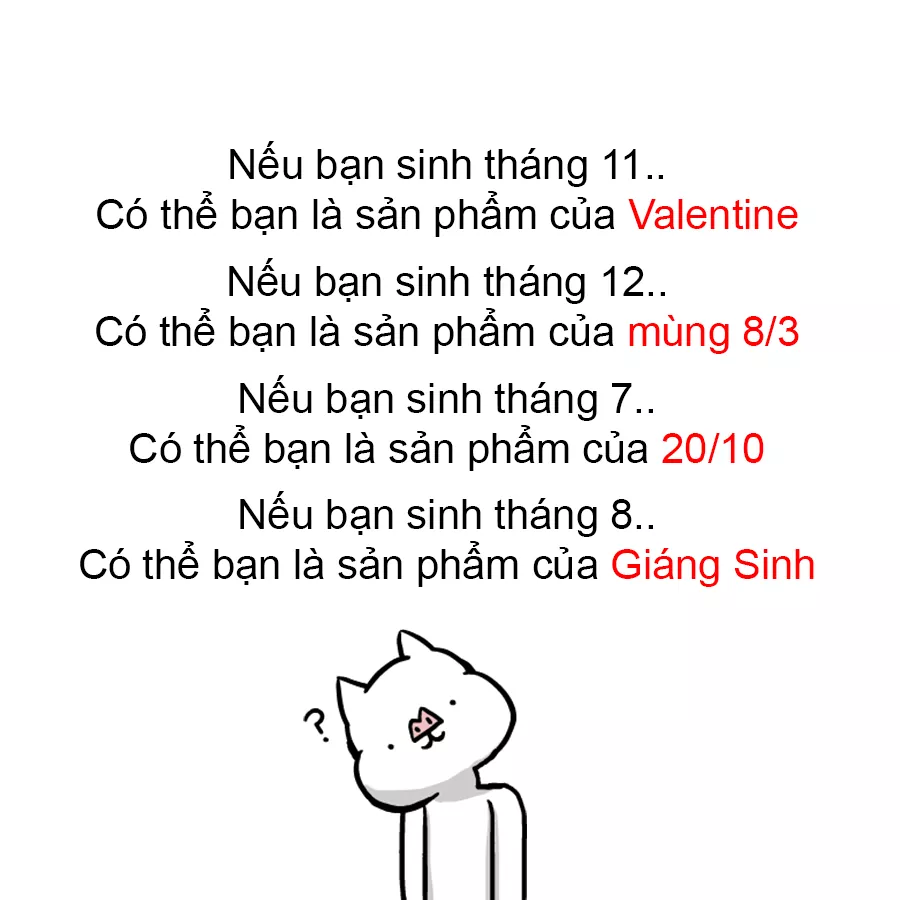 Nếu bạn sinh tháng 11..
Có thể bạn là sản phẩm của Valentine
Nếu bạn sinh tháng 12..
Có thể bạn là sản phẩm của mùng 8/3
Nếu bạn sinh tháng 7..
Có thể bạn là sản phẩm của 20/10
Nếu bạn sinh tháng 8..
Có thể bạn là sản phẩm của Giáng Sinh
?